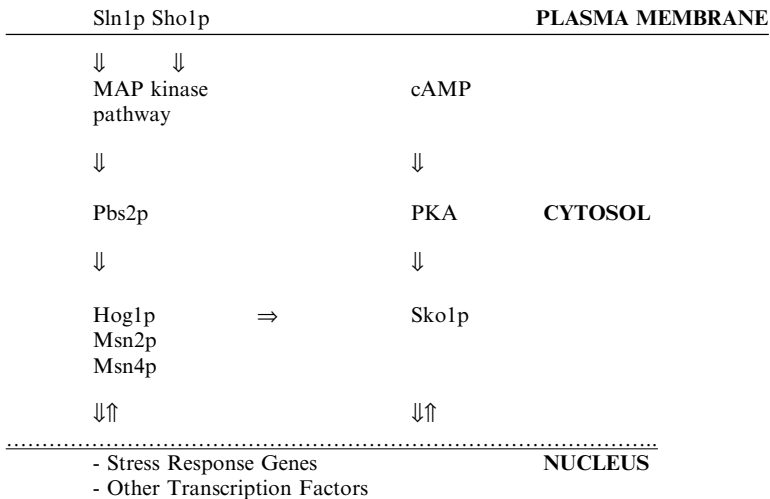 Sln1p Sho1p PLASMA MEMBRANE
⇓ ⇓
MAP kinase cAMP
pathway
⇓ ⇓
Pbs2p PKA CYTOSOL
⇓ ⇓
Hog1p ⇒ Sko1p
Msn2p
Msn4p
⇓⇑ ⇓⇑
- Stress Response Genes NUCLEUS
- Other Transcription Factors